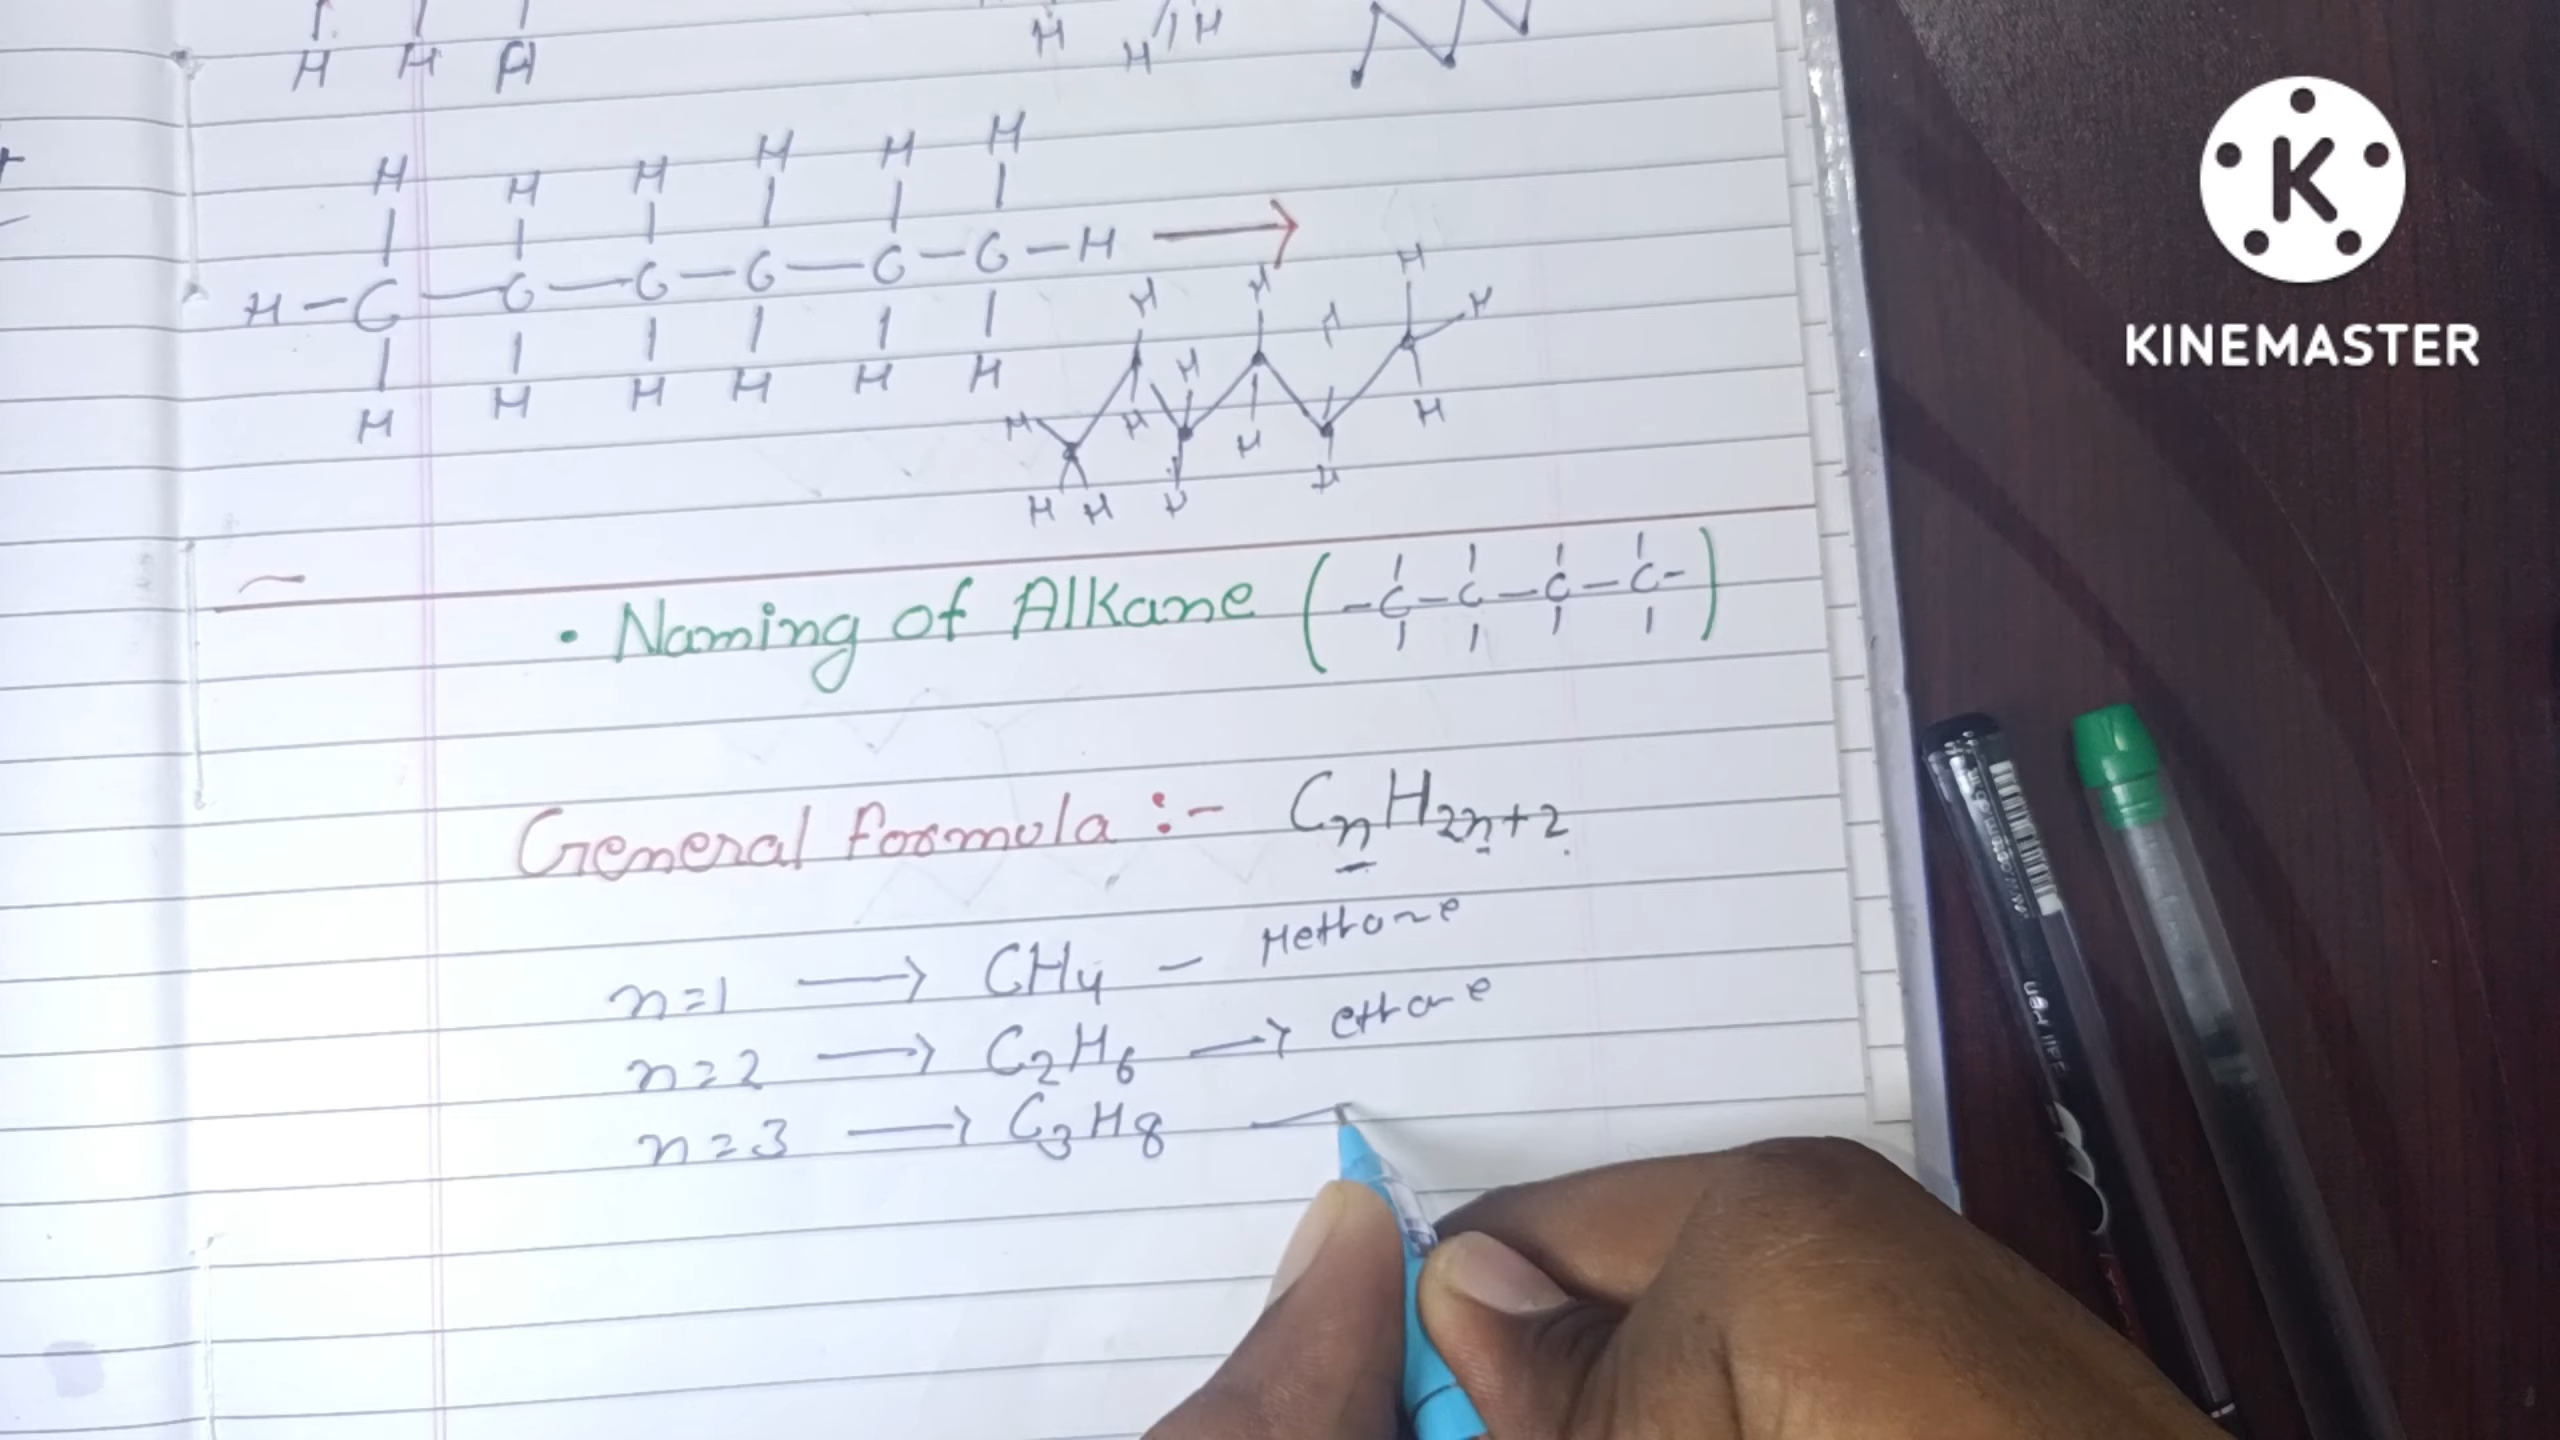 H H H
H H H
H H H H H H
H-C-C-C-C-C-C-H →
H H H H H H
H H H H H
H H H H H
H H H H H
• Naming of Alkane (-C-C-C-C-)
General formula :- CnH2n+2
n=1 → CH4 - Methane
n=2 → C2H6 → ethane
n=3 → C3H8
K
KINEMASTER